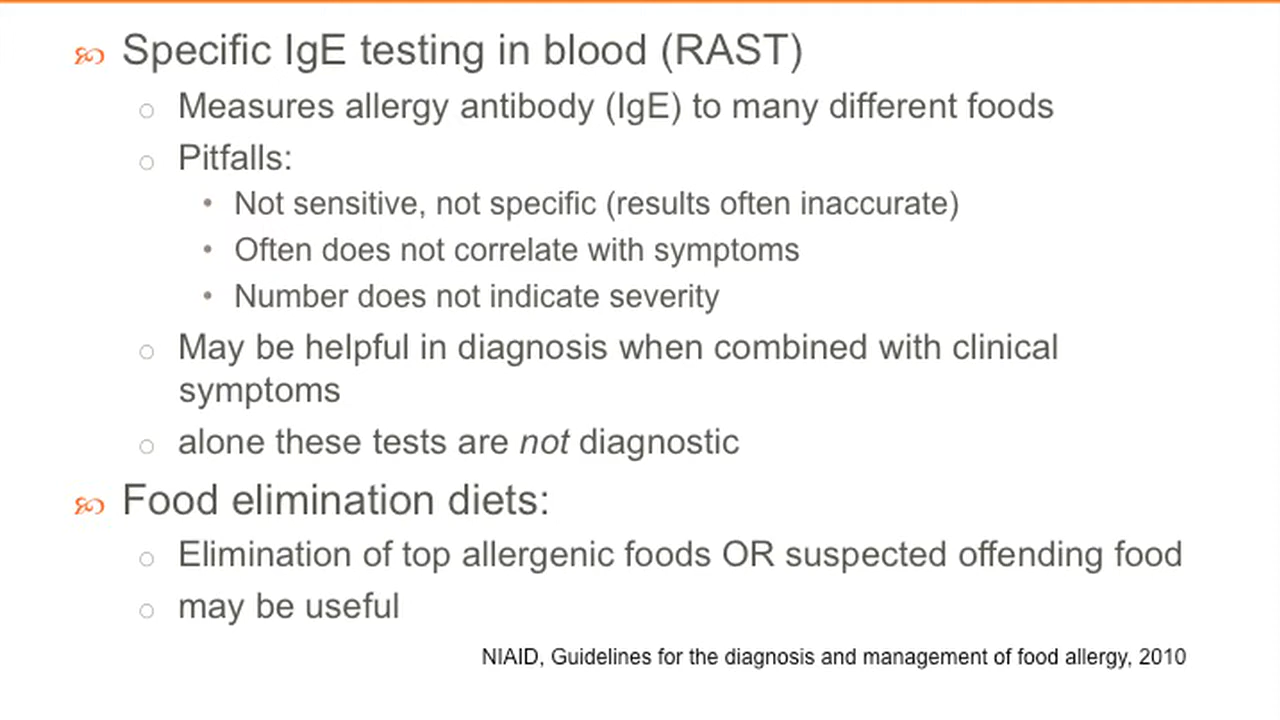 Specific IgE testing in blood (RAST)
Measures allergy antibody (IgE) to many different foods
Pitfalls:
Not sensitive, not specific (results often inaccurate)
Often does not correlate with symptoms
Number does not indicate severity
May be helpful in diagnosis when combined with clinical
symptoms
alone these tests are not diagnostic
Food elimination diets:
Elimination of top allergenic foods OR suspected offending food
may be useful
NIAID, Guidelines for the diagnosis and management of food allergy, 2010